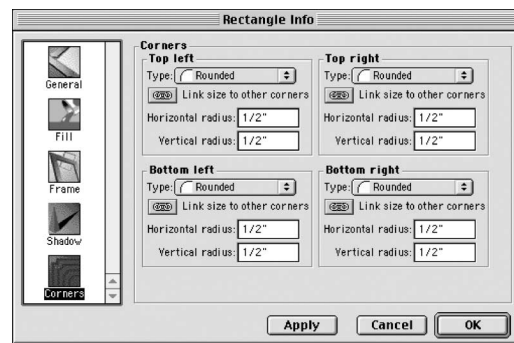 Rectangle Info
General
Fill
Frame
Shadow
Corners
Corners
Top left
Type: Rounded
Link size to other corners
Horizontal radius: 1/2"
Vertical radius: 1/2"
Top right
Type: Rounded
Link size to other corners
Horizontal radius: 1/2"
Vertical radius: 1/2"
Bottom left
Type: Rounded
Link size to other corners
Horizontal radius: 1/2"
Vertical radius: 1/2"
Bottom right
Type: Rounded
Link size to other corners
Horizontal radius: 1/2"
Vertical radius: 1/2"
Apply
Cancel
OK